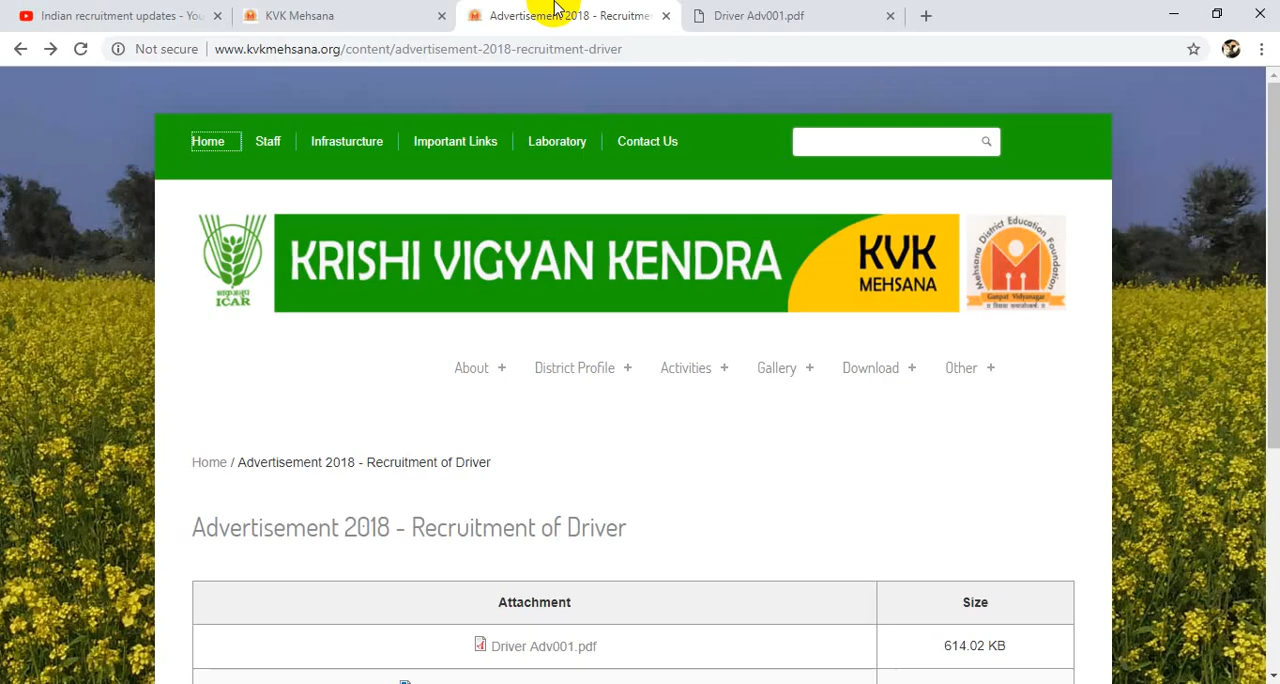 Indian recruitment updates - You
KVK Mehsana
Advertisement 2018 - Recruitme
Driver Adv001.pdf
Not secure
www.kvkmehsana.org/content/advertisement-2018-recruitment-driver
Home
Staff
Infrasturcture
Important Links
Laboratory
Contact Us
ICAR
KRISHI VIGYAN KENDRA
KVK
MEHSANA
Mehsana District Education Foundation
Ganpat Vidyanagar
About +
District Profile +
Activities +
Gallery +
Download +
Other +
Home / Advertisement 2018 - Recruitment of Driver
Advertisement 2018 - Recruitment of Driver
Attachment
Size
Driver Adv001.pdf
614.02 KB